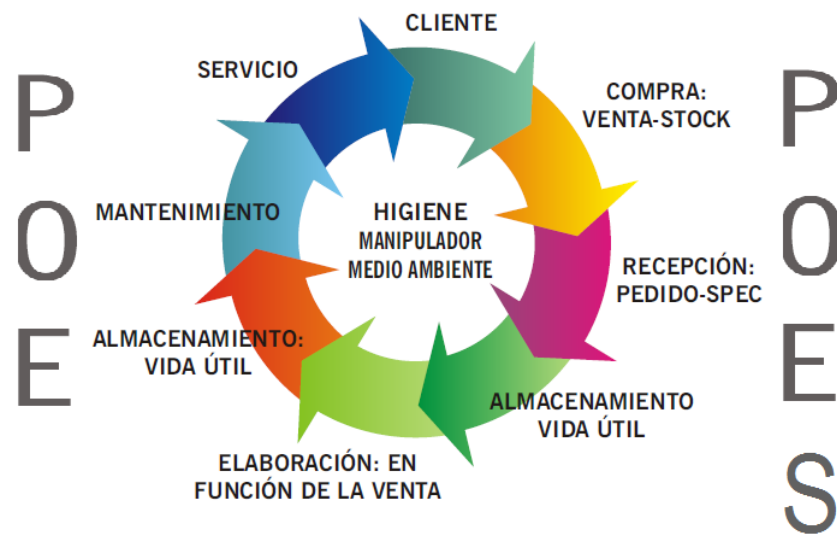 P
O
E
CLIENTE
COMPRA:
VENTA-STOCK
RECEPCIÓN:
PEDIDO-SPEC
ALMACENAMIENTO
VIDA ÚTIL
ELABORACIÓN: EN
FUNCIÓN DE LA VENTA
ALMACENAMIENTO:
VIDA ÚTIL
MANTENIMIENTO
SERVICIO
HIGIENE
MANIPULADOR
MEDIO AMBIENTE
P
O
E
S